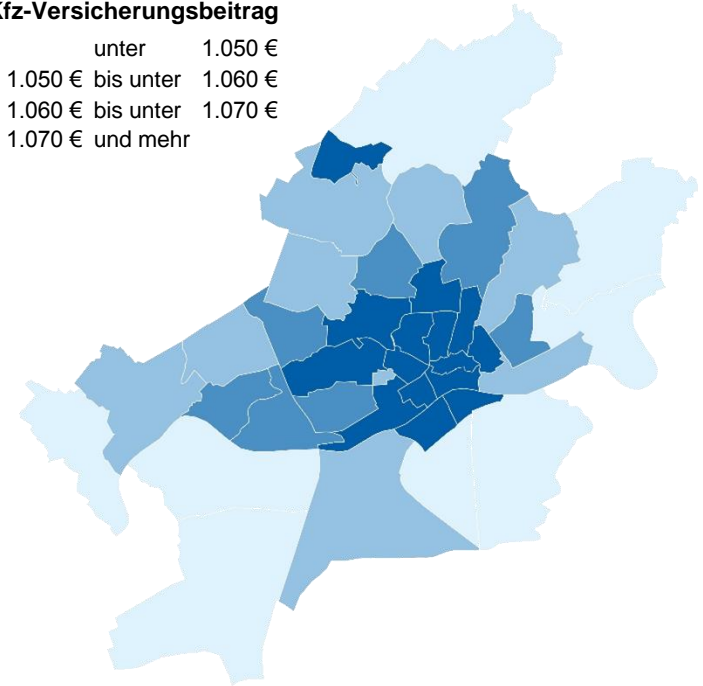 Kfz-Versicherungsbeitrag
unter 1.050 €
1.050 € bis unter 1.060 €
1.060 € bis unter 1.070 €
1.070 € und mehr